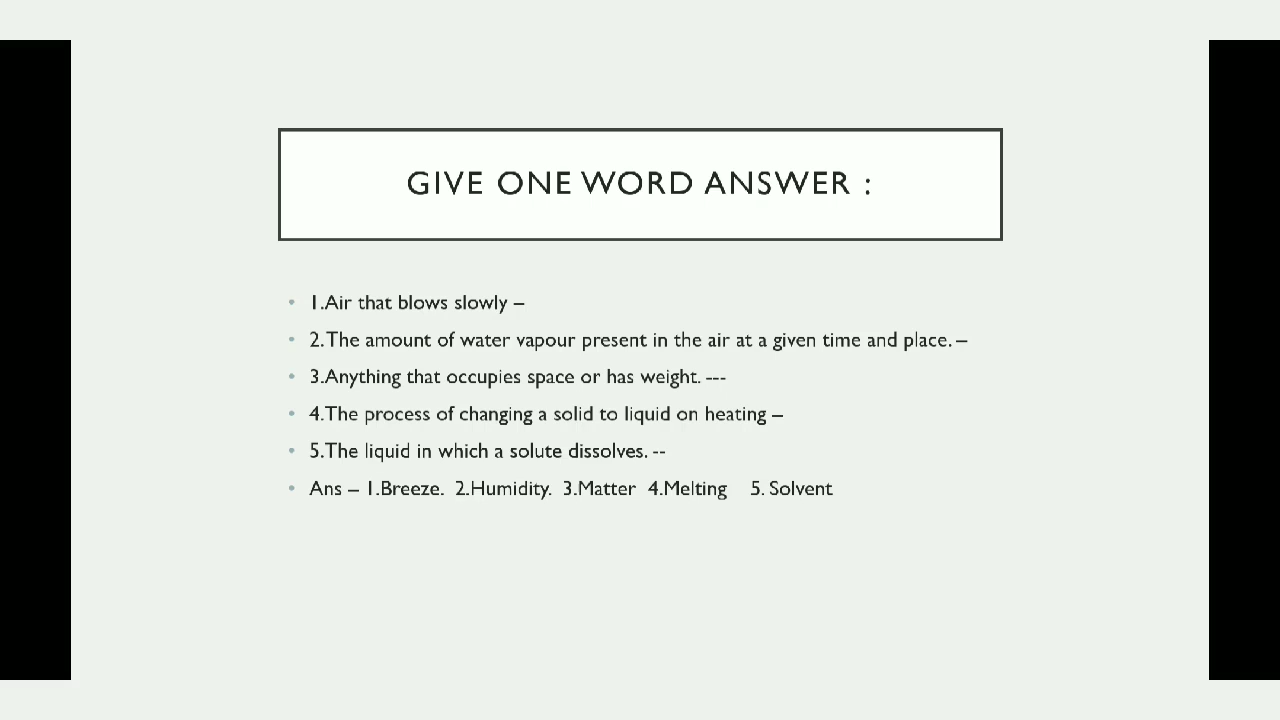 GIVE ONE WORD ANSWER :
• 1.Air that blows slowly –
• 2.The amount of water vapour present in the air at a given time and place. –
• 3.Anything that occupies space or has weight. ---
• 4.The process of changing a solid to liquid on heating –
• 5.The liquid in which a solute dissolves. --
• Ans – 1.Breeze. 2.Humidity. 3.Matter 4.Melting 5. Solvent